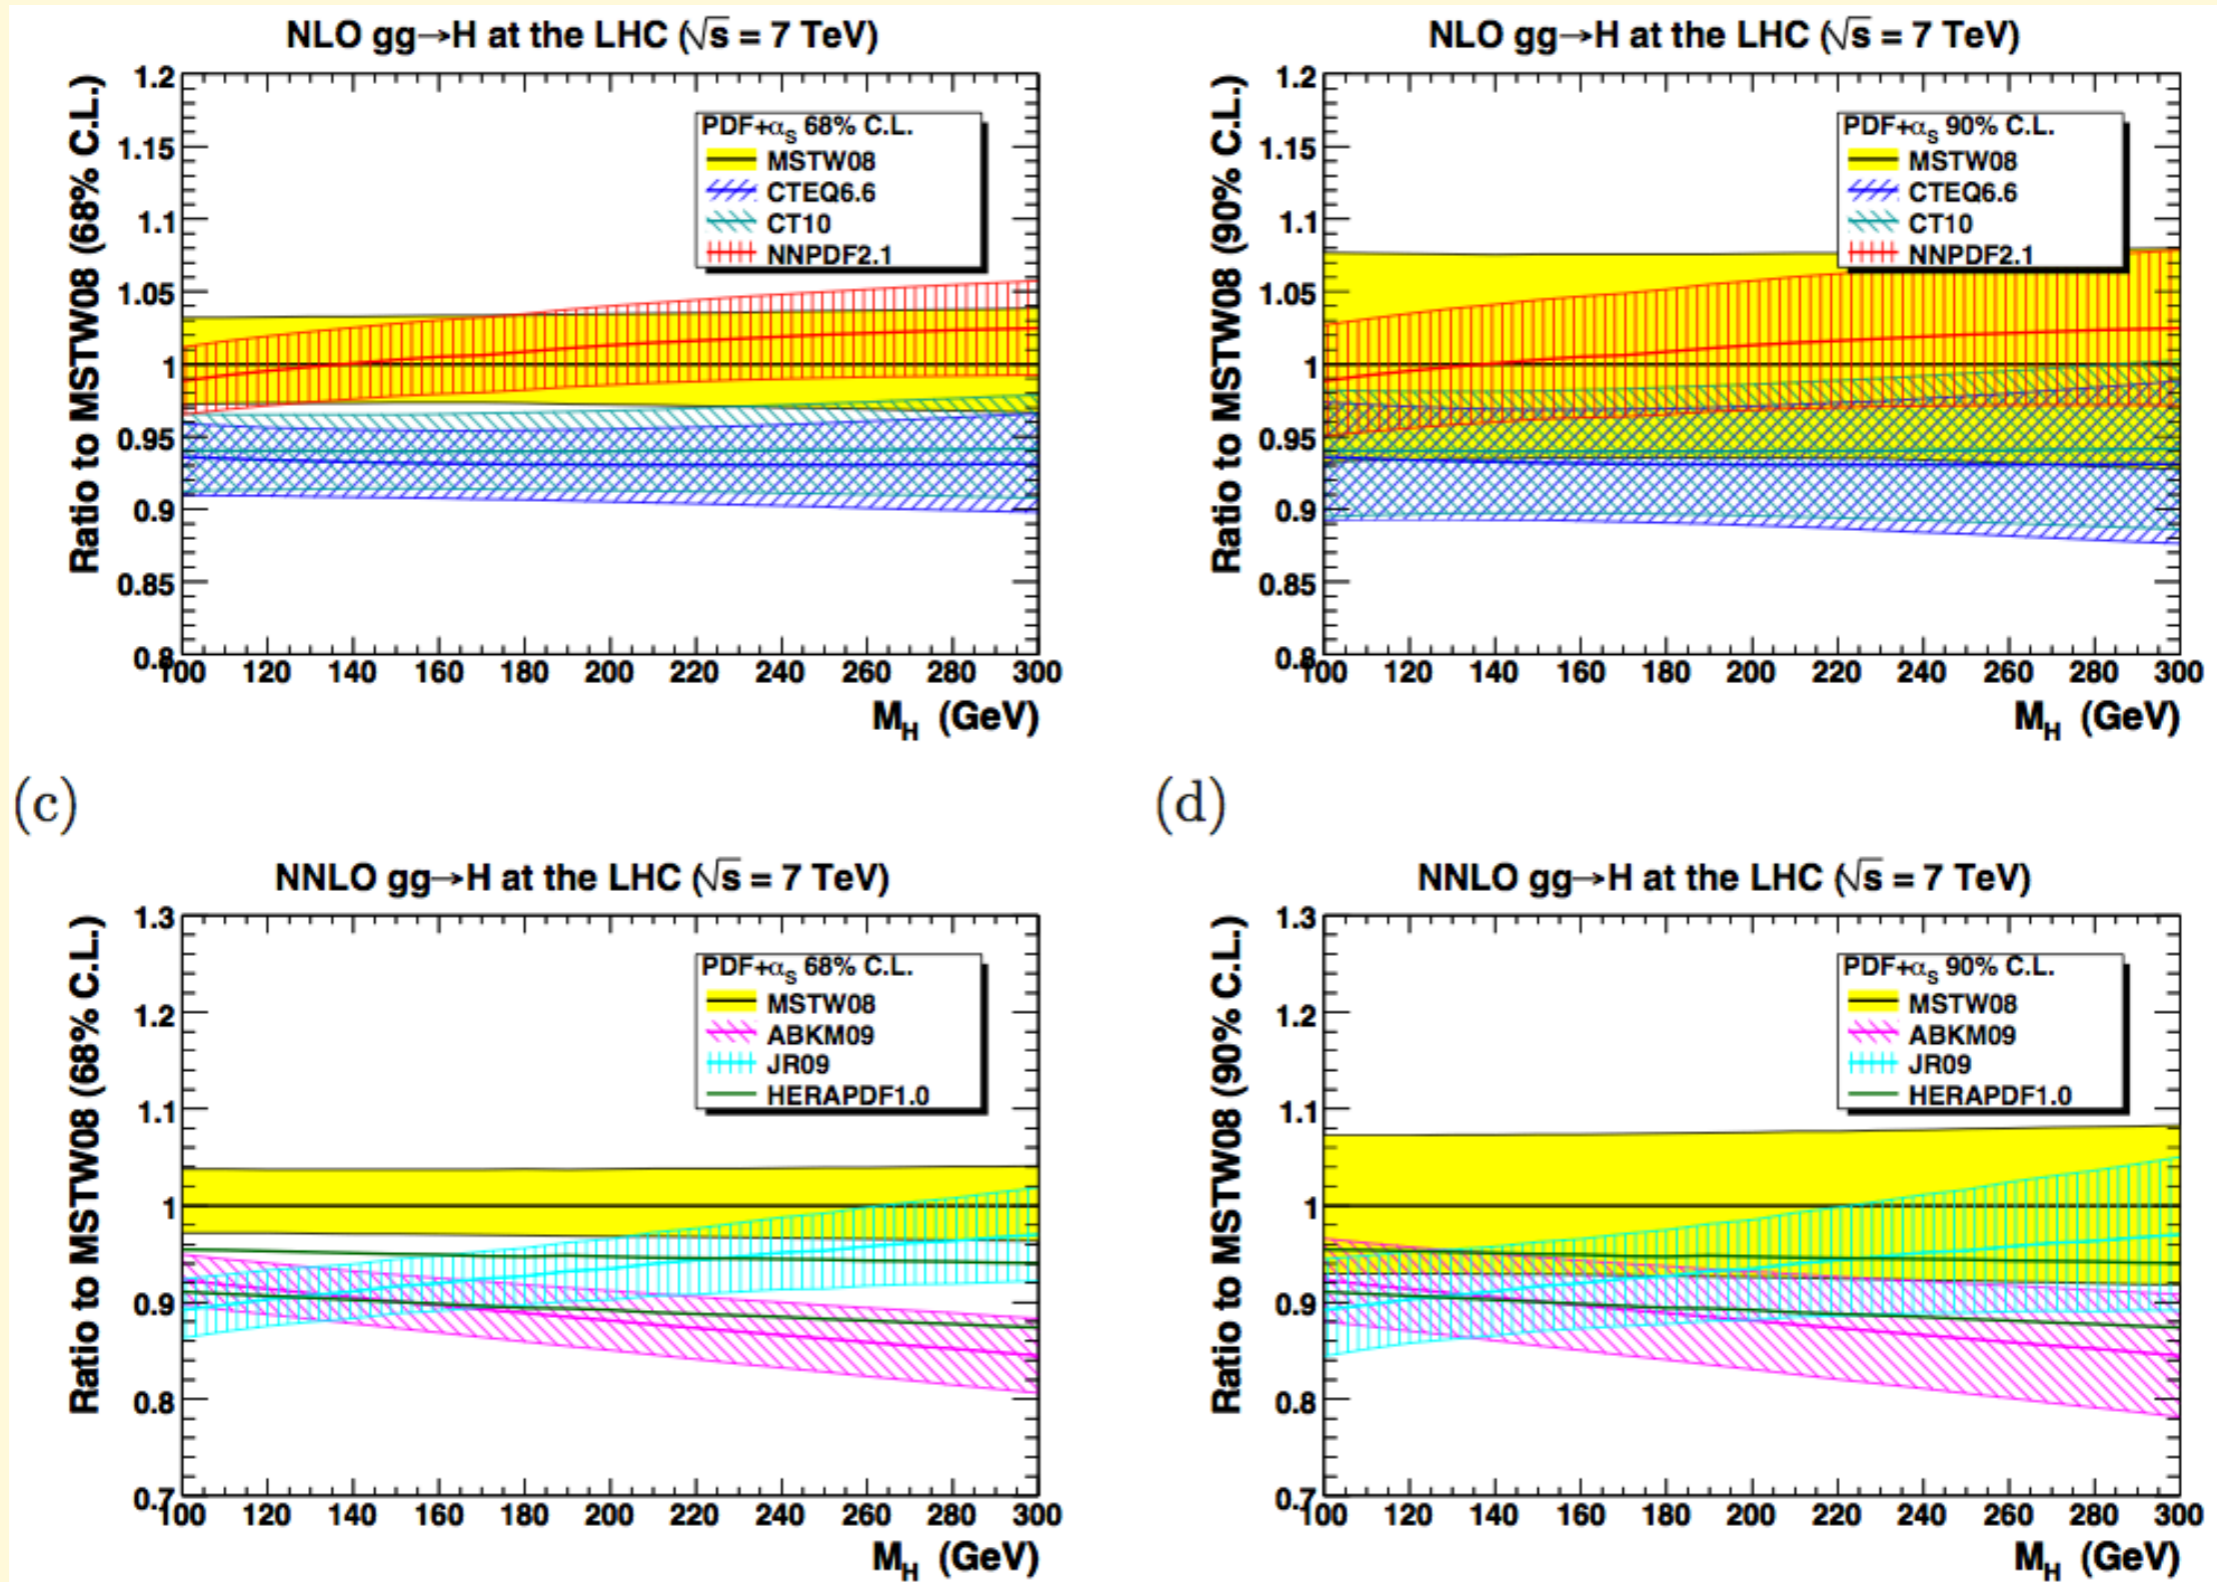 NLO gg→H at the LHC (√s = 7 TeV)
Ratio to MSTW08 (68% C.L.)
1.2
1.15
1.1
1.05
1
0.95
0.9
0.85
0.8
PDF+αS 68% C.L.
MSTW08
CTEQ6.6
CT10
NNPDF2.1
100 120 140 160 180 200 220 240 260 280 300
MH (GeV)
NLO gg→H at the LHC (√s = 7 TeV)
Ratio to MSTW08 (90% C.L.)
1.2
1.15
1.1
1.05
1
0.95
0.9
0.85
0.8
PDF+αS 90% C.L.
MSTW08
CTEQ6.6
CT10
NNPDF2.1
100 120 140 160 180 200 220 240 260 280 300
MH (GeV)
(c)
NNLO gg→H at the LHC (√s = 7 TeV)
Ratio to MSTW08 (68% C.L.)
1.3
1.2
1.1
1
0.9
0.8
0.7
PDF+αS 68% C.L.
MSTW08
ABKM09
JR09
HERAPDF1.0
100 120 140 160 180 200 220 240 260 280 300
MH (GeV)
(d)
NNLO gg→H at the LHC (√s = 7 TeV)
Ratio to MSTW08 (90% C.L.)
1.3
1.2
1.1
1
0.9
0.8
0.7
PDF+αS 90% C.L.
MSTW08
ABKM09
JR09
HERAPDF1.0
100 120 140 160 180 200 220 240 260 280 300
MH (GeV)